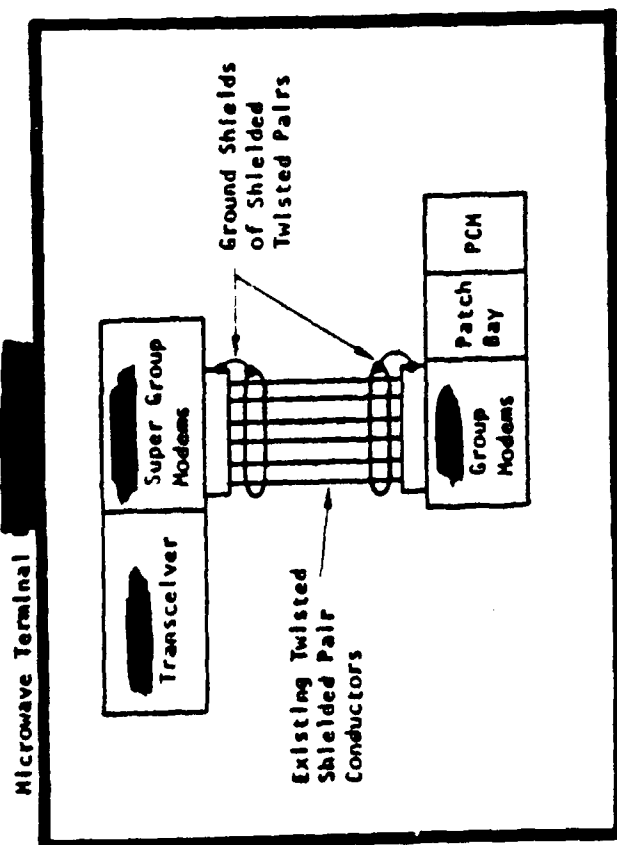 Microwave Terminal
Transceiver
Super Group
Modems
Ground Shields
of Shielded
Twisted Pairs
Existing Twisted
Shielded Pair
Conductors
Group
Modems
Patch
Bay
PCM